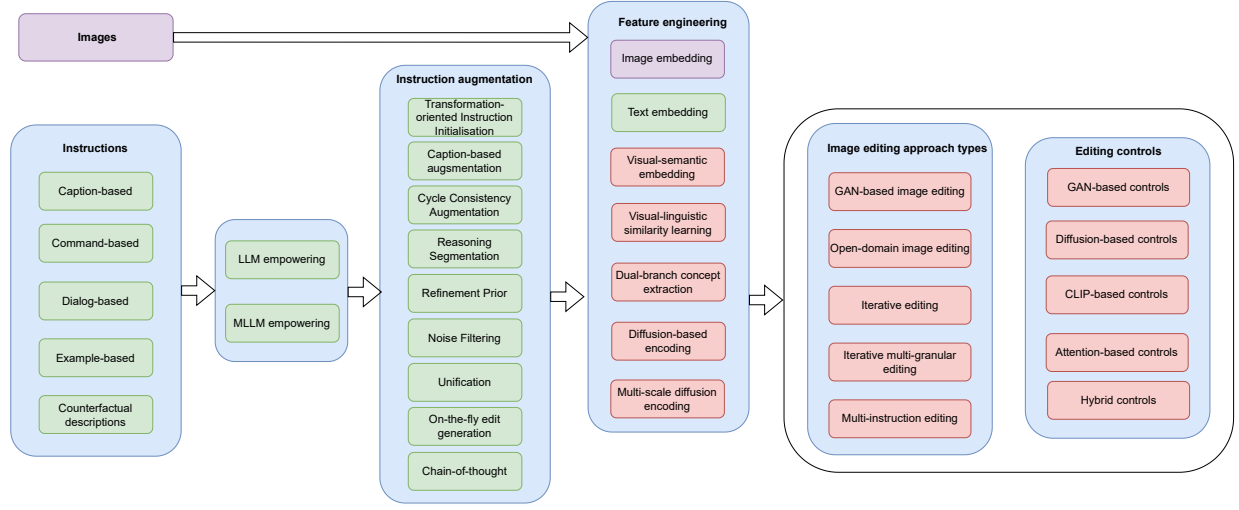 Images
Instructions
Caption-based
Command-based
Dialog-based
Example-based
Counterfactual
descriptions
LLM empowering
MLLM empowering
Instruction augmentation
Transformation-
oriented Instruction
Initialisation
Caption-based
augmentation
Cycle Consistency
Augmentation
Reasoning
Segmentation
Refinement Prior
Noise Filtering
Unification
On-the-fly edit
generation
Chain-of-thought
Feature engineering
Image embedding
Text embedding
Visual-semantic
embedding
Visual-linguistic
similarity learning
Dual-branch concept
extraction
Diffusion-based
encoding
Multi-scale diffusion
encoding
Image editing approach types
GAN-based image editing
Open-domain image editing
Iterative editing
Iterative multi-granular
editing
Multi-instruction editing
Editing controls
GAN-based controls
Diffusion-based controls
CLIP-based controls
Attention-based controls
Hybrid controls